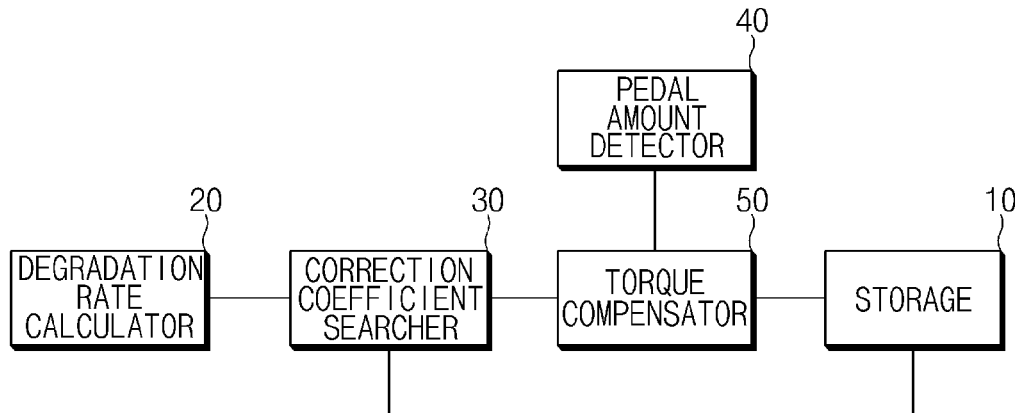 40
PEDAL
AMOUNT
DETECTOR
20
30
50
10
DEGRADATION
RATE
CALCULATOR
CORRECTION
COEFFICIENT
SEARCHER
TORQUE
COMPENSATOR
STORAGE